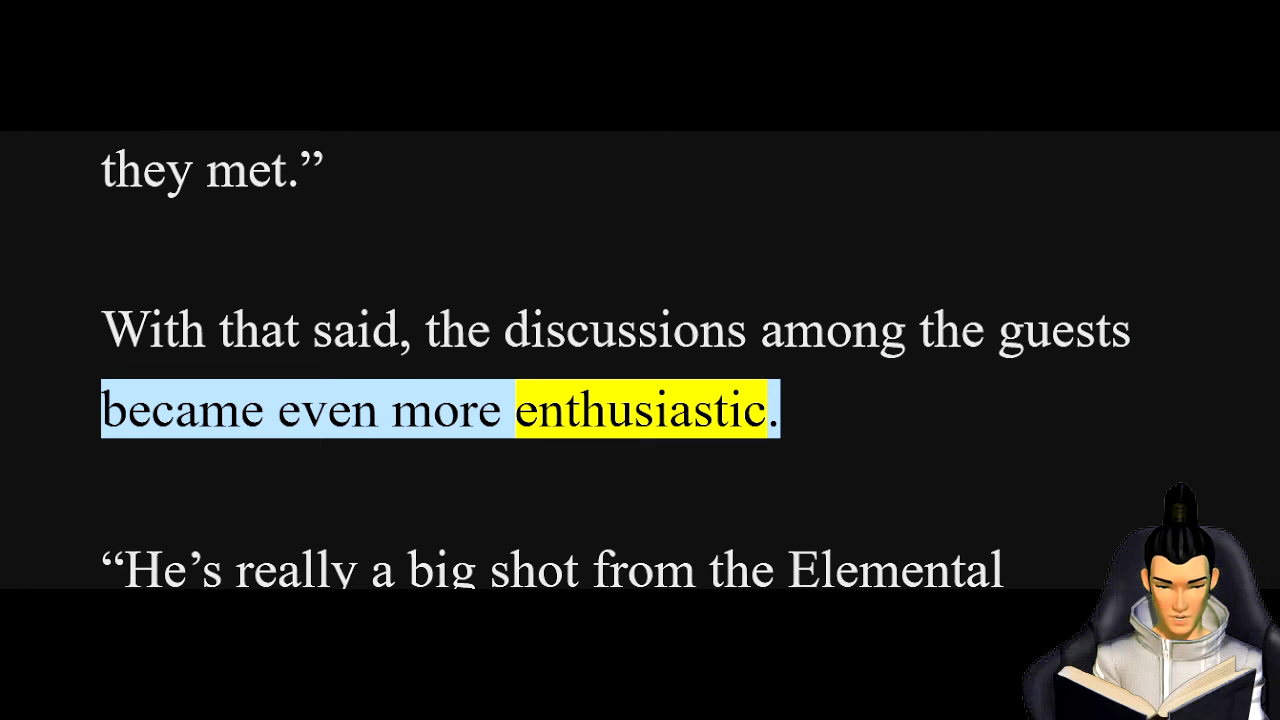 they met.”
With that said, the discussions among the guests
became even more enthusiastic.
“He’s really a big shot from the Elemental